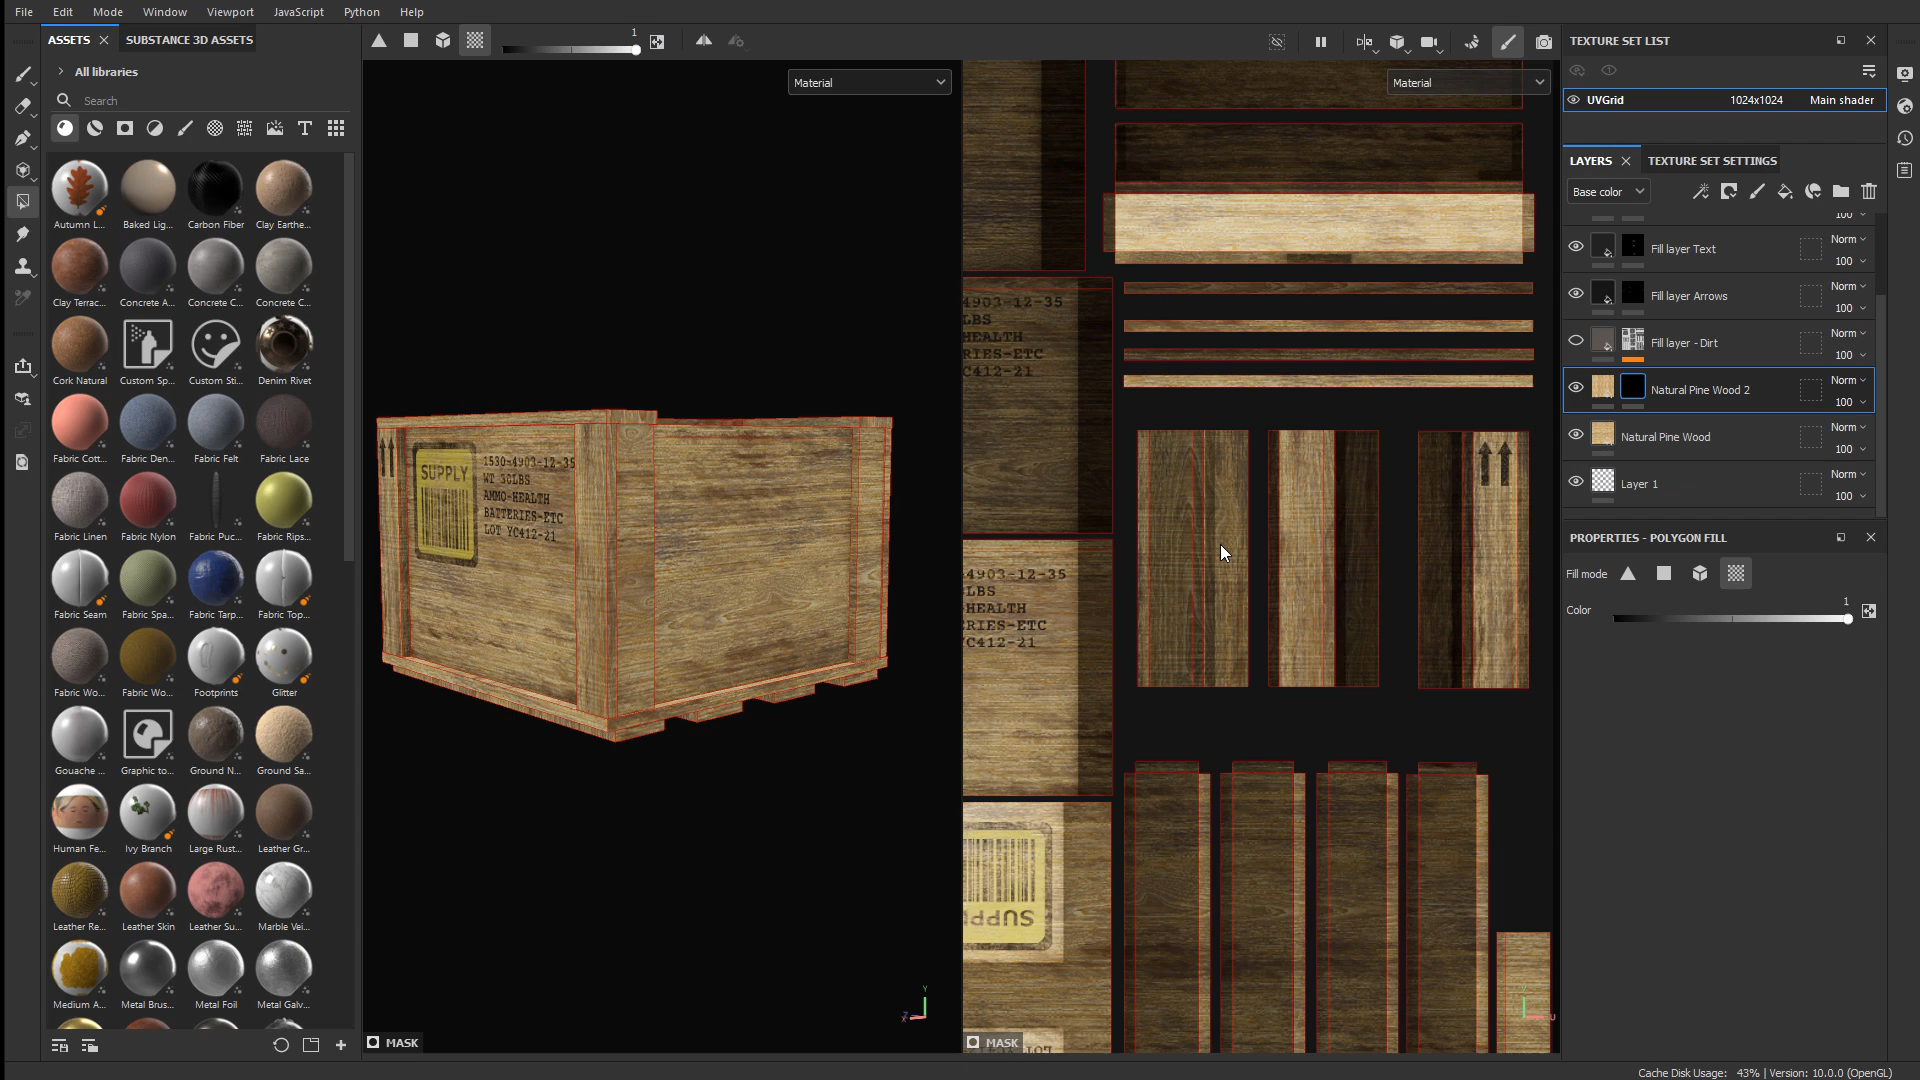 File Edit Mode Window Viewport JavaScript Python Help
ASSETS SUBSTANCE 3D ASSETS
All libraries
Search
Autumn L... Baked Lig... Carbon Fiber Clay Earthe...
Clay Terrac... Concrete A... Concrete C... Concrete C...
Cork Natural Custom Sp... Custom Sti... Denim Rivet
Fabric Cott... Fabric Den... Fabric Felt Fabric Lace
Fabric Linen Fabric Nylon Fabric Puc... Fabric Rips...
Fabric Seam Fabric Spa... Fabric Tarp... Fabric Top...
Fabric Wo... Fabric Wo... Footprints Glitter
Gouache ... Graphic to... Ground N... Ground Sa...
Human Fe... Ivy Branch Large Rust... Leather Gr...
Leather Re... Leather Skin Leather Su... Marble Vei...
Medium A... Metal Brus... Metal Foil Metal Galv...
1
Material
SUPPLY
1530-4903-12-35
WT 30LBS
AMMO-HEALTH
BATTERIES-ETC
LOT YC412-21
Y
MASK
Material
4903-12-35
LBS
HEALTH
RIES-ETC
C412-21
4903-12-35
LBS
HEALTH
RIES-ETC
C412-21
SUPP
MASK
TEXTURE SET LIST
UVGrid 1024x1024 Main shader
LAYERS TEXTURE SET SETTINGS
Base color
100
Fill layer Text Norm
100
Fill layer Arrows Norm
100
Fill layer - Dirt Norm
100
Natural Pine Wood 2 Norm
100
Natural Pine Wood Norm
100
Layer 1 Norm
100
PROPERTIES - POLYGON FILL
Fill mode
Color 1
Cache Disk Usage: 43% | Version: 10.0.0 (OpenGL)